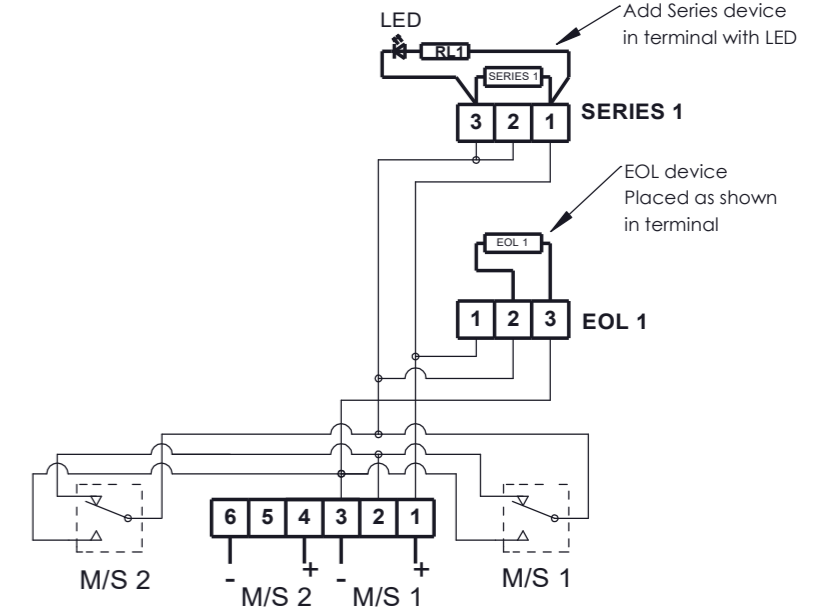 LED
Add Series device
in terminal with LED
RL1
SERIES 1
3 2 1
SERIES 1
EOL device
Placed as shown
in terminal
EOL 1
1 2 3
EOL 1
6 5 4 3 2 1
- + - +
M/S 2
M/S 2
M/S 1
M/S 1